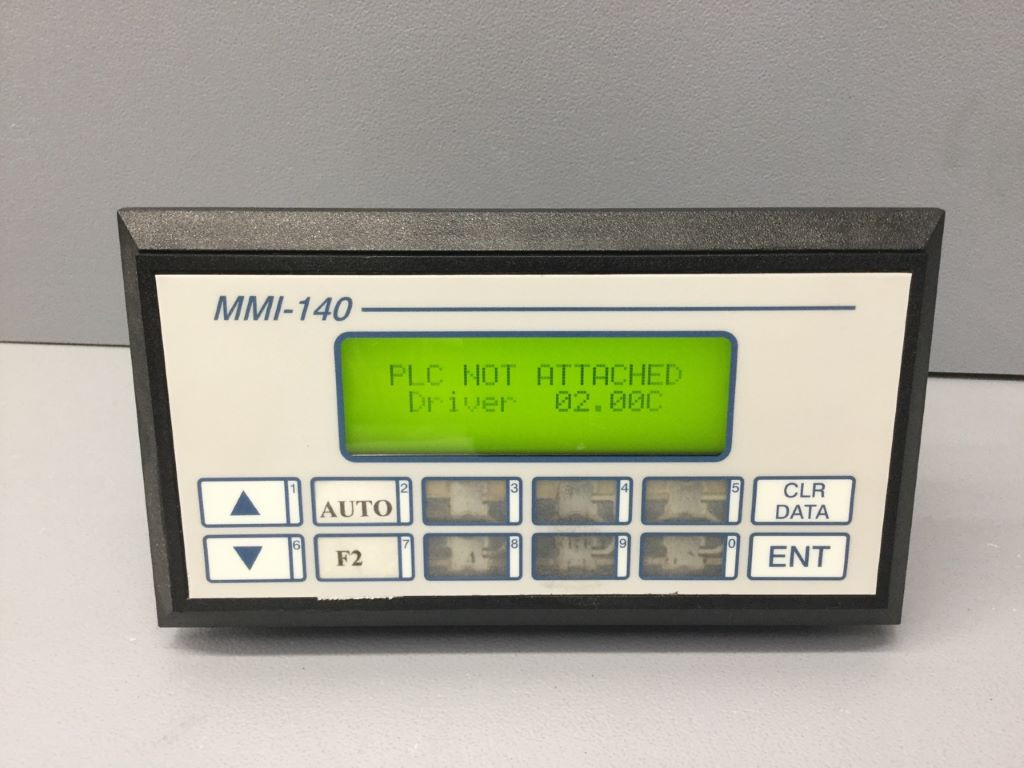 MMI-140
PLC NOT ATTACHED
Driver 02.00C
1
AUTO 2
3
4
5
CLR
DATA
6
F2 7
8
9
0
ENT